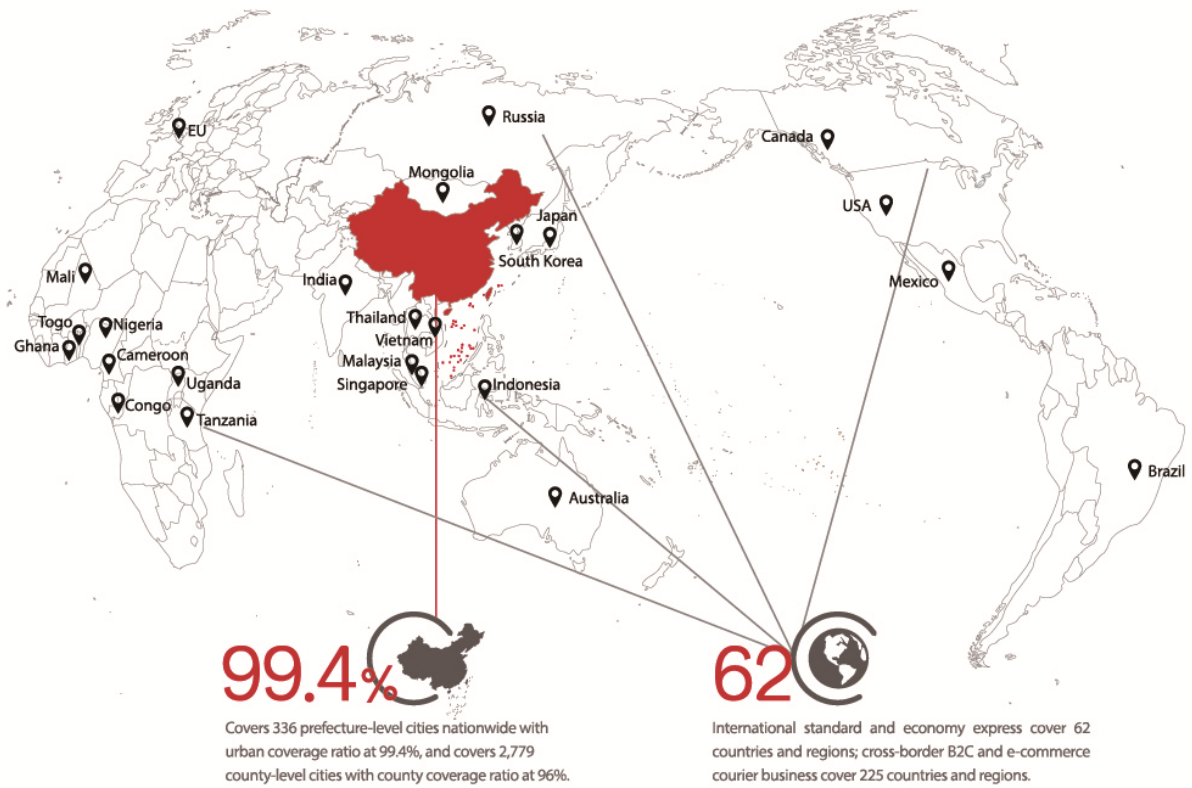 EU
Russia
Canada
Mongolia
USA
Japan
South Korea
Mali
India
Mexico
Togo
Nigeria
Thailand
Ghana
Vietnam
Cameroon
Malaysia
Uganda
Singapore
Indonesia
Congo
Tanzania
Brazil
Australia
99.4%
Covers 336 prefecture-level cities nationwide with
urban coverage ratio at 99.4%, and covers 2,779
county-level cities with county coverage ratio at 96%.
62
International standard and economy express cover 62
countries and regions; cross-border B2C and e-commerce
courier business cover 225 countries and regions.